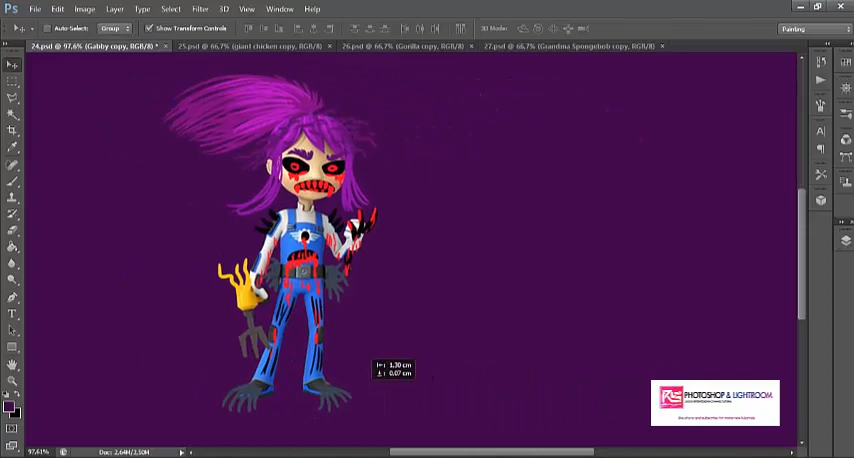 Ps File Edit Image Layer Type Select Filter 3D View Window Help
Auto-Select: Group Show Transform Controls 3D Mode: Painting
24.psd @ 97,6% (Gabby copy, RGB/8) * × 25.psd @ 66,7% (giant chicken copy, RGB/8) × 26.psd @ 66,7% (Gorilla copy, RGB/8) × 27.psd @ 66,7% (Grandma Spongebob copy, RGB/8) ×
1,30 cm
0,07 cm
PHOTOSHOP & LIGHTROOM
97,61% Doc: 2,64M/2,50M